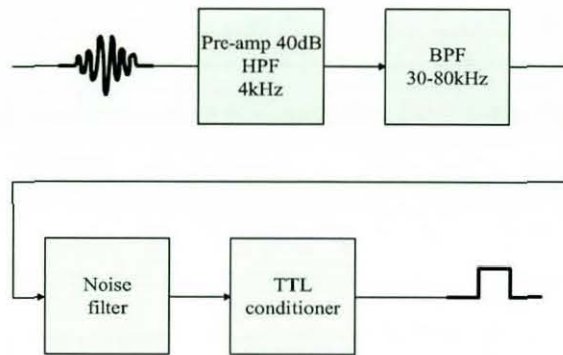 Pre-amp 40dB
HPF
4kHz
BPF
30-80kHz
Noise
filter
TTL
conditioner